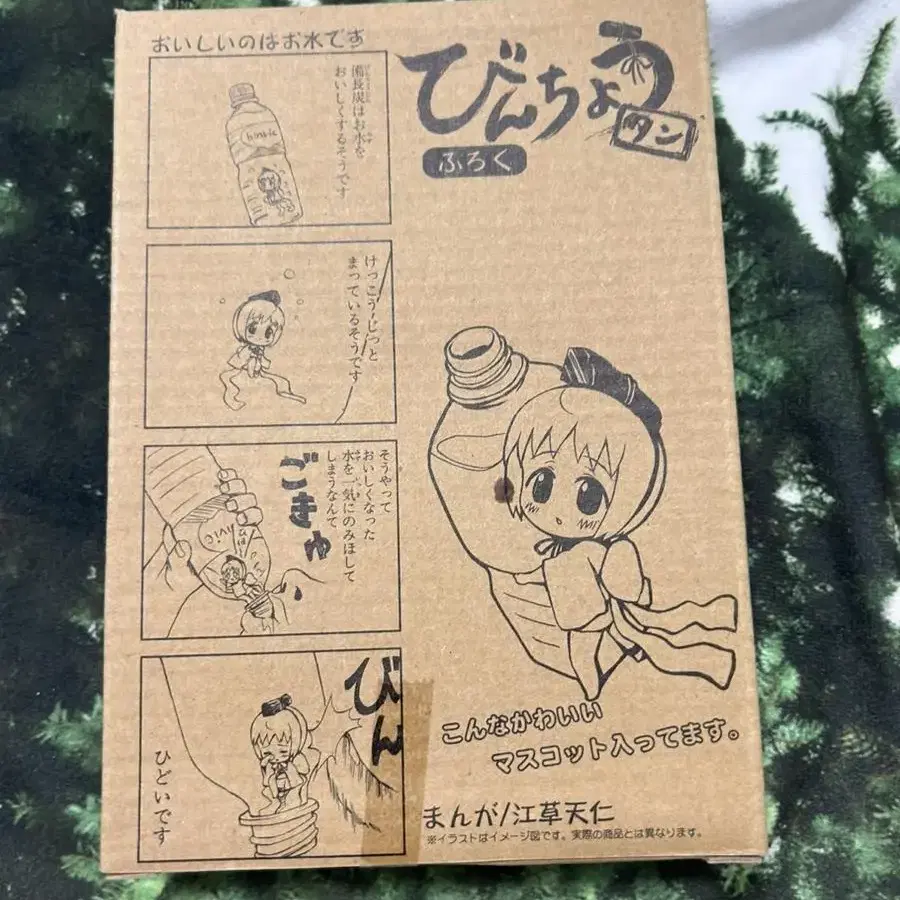 おいしいのはお水です
びんちょう
タン
ふろく
備長炭はお水を
おいしくするそうです
けっこうじっと
まっているそうです
そうやって
おいしくなった
水を一気にのみほして
しまうなんて
ごきゅ
びん
ひどいです
こんなかわいい
マスコット入ってます。
まんが/江草天仁
※イラストはイメージ図です。実際の商品とは異なります。